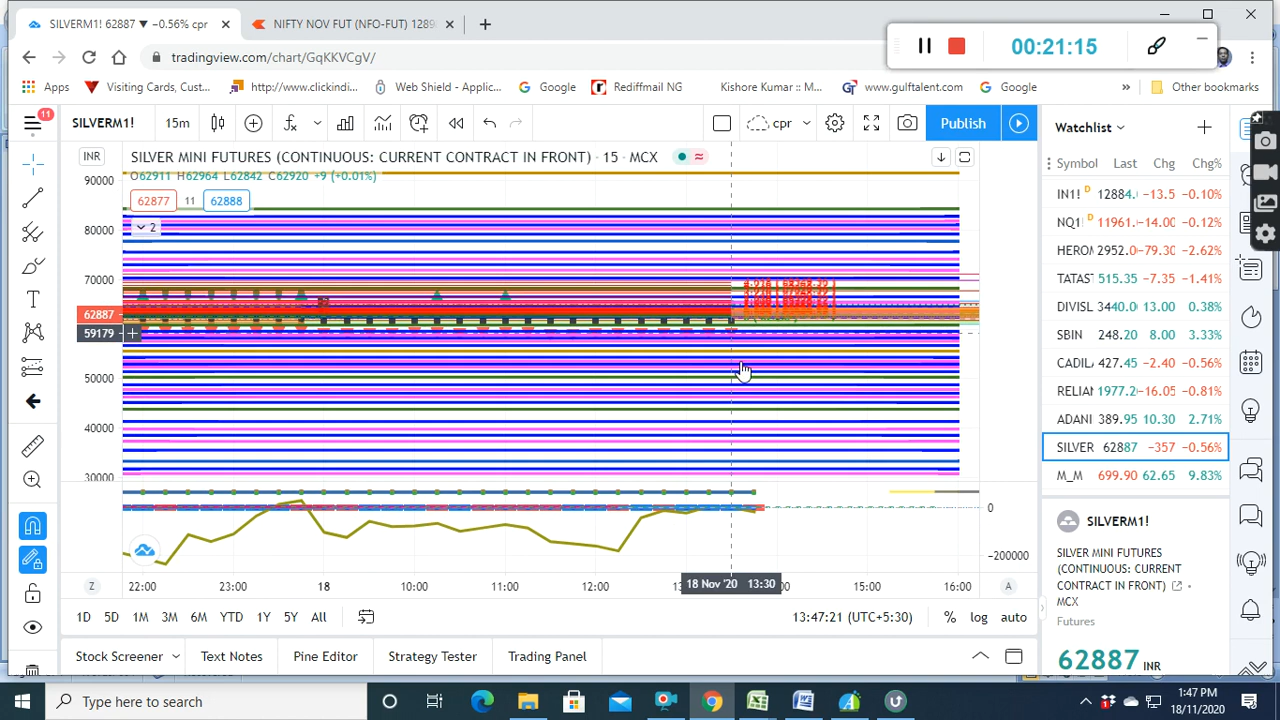 SILVERM1! 62887 ▼ −0.56% cpr
NIFTY NOV FUT (NFO-FUT) 1289
00:21:15
tradingview.com/chart/GqKKVCgV/
Apps
Visiting Cards, Cust...
http://www.clickindi...
Web Shield - Applic...
Google
Rediffmail NG
Kishore Kumar :: M...
www.gulftalent.com
Google
»
Other bookmarks
11
SILVERM1!
15m
cpr
Publish
Watchlist
INR
SILVER MINI FUTURES (CONTINUOUS: CURRENT CONTRACT IN FRONT) · 15 · MCX
O62911 H62964 L62842 C62920 +9 (+0.01%)
62877
11
62888
2
90000
80000
70000
62887
59179
50000
40000
30000
0
−200000
Symbol Last Chg Chg%
IN1! D 12884. −13.5 −0.10%
NQ1! D 11961. −14.00 −0.12%
HEROM 2952.0 −79.30 −2.62%
TATAST 515.35 −7.35 −1.41%
DIVISL 3440.0 13.00 0.38%
SBIN 248.20 8.00 3.33%
CADIL 427.45 −2.40 −0.56%
RELIAN 1977.2 −16.05 −0.81%
ADANI 389.95 10.30 2.71%
SILVER 62887 −357 −0.56%
M_M 699.90 62.65 9.83%
SILVERM1!
SILVER MINI FUTURES
(CONTINUOUS: CURRENT
CONTRACT IN FRONT)
MCX
Futures
62887 INR
Z
22:00
23:00
18
10:00
11:00
12:00
18 Nov '20 13:30
15:00
16:00
A
1D 5D 1M 3M 6M YTD 1Y 5Y All
13:47:21 (UTC+5:30)
% log auto
Stock Screener
Text Notes
Pine Editor
Strategy Tester
Trading Panel
Type here to search
1:47 PM
18/11/2020